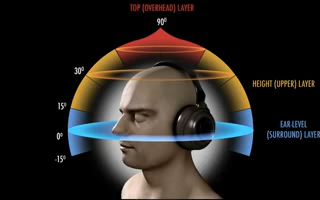 TOP (OVERHEAD) LAYER
90°
30°
HEIGHT (UPPER) LAYER
15°
EAR-LEVEL
(SURROUND) LAYER
0°
-15°